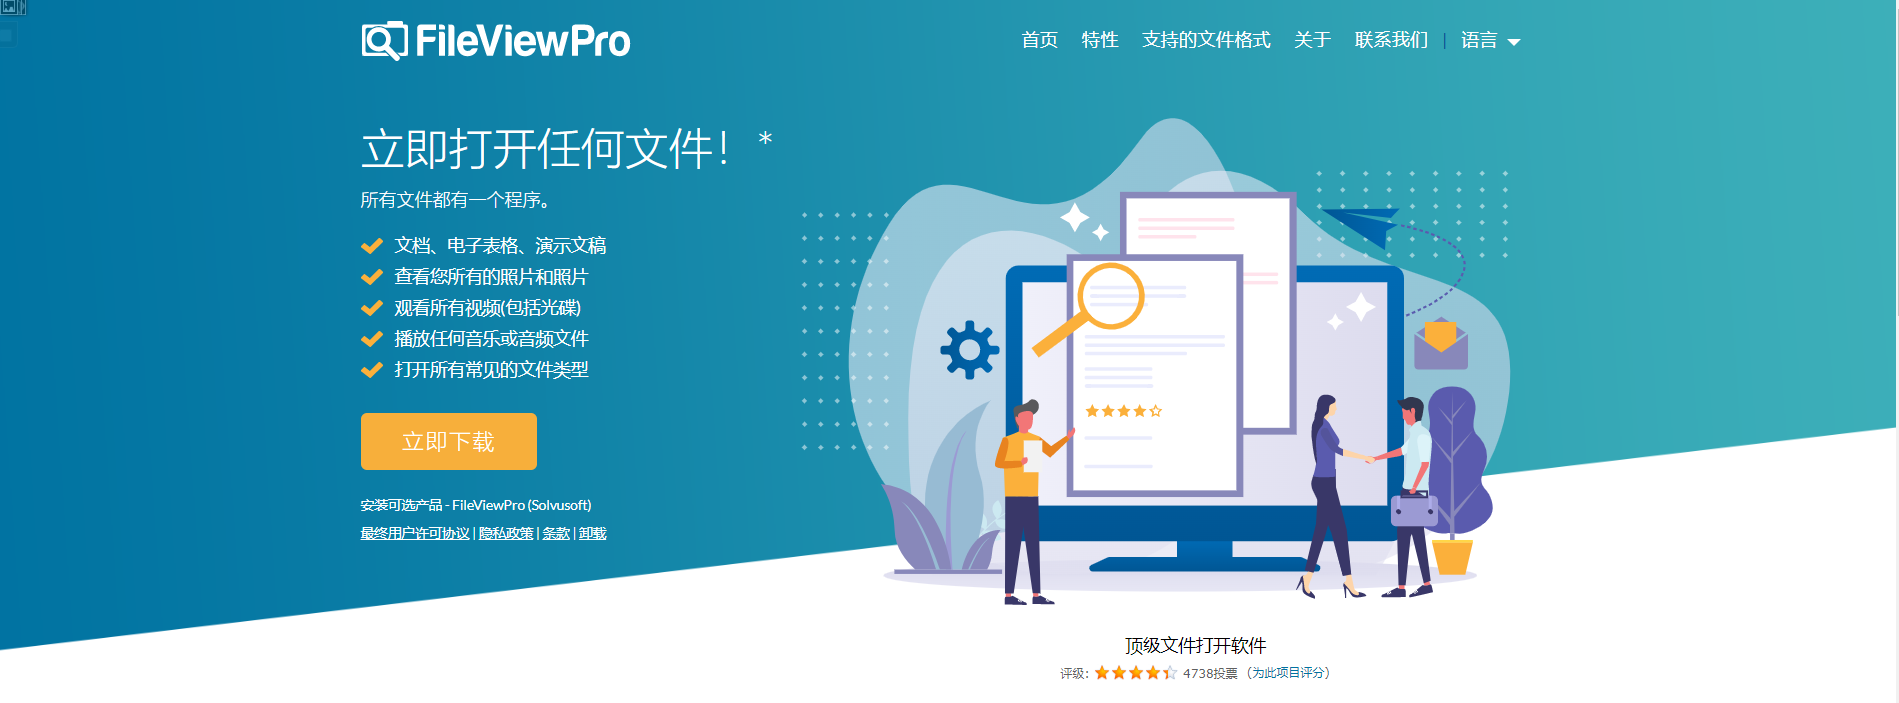 FileViewPro
首页 特性 支持的文件格式 关于 联系我们 | 语言
立即打开任何文件！ *
所有文件都有一个程序。
文档、电子表格、演示文稿
查看您所有的照片和照片
观看所有视频(包括光碟)
播放任何音乐或音频文件
打开所有常见的文件类型
立即下载
安装可选产品 - FileViewPro (Solvusoft)
最终用户许可协议 | 隐私政策 | 条款 | 卸载
顶级文件打开软件
评级: 4738投票 （为此项目评分）